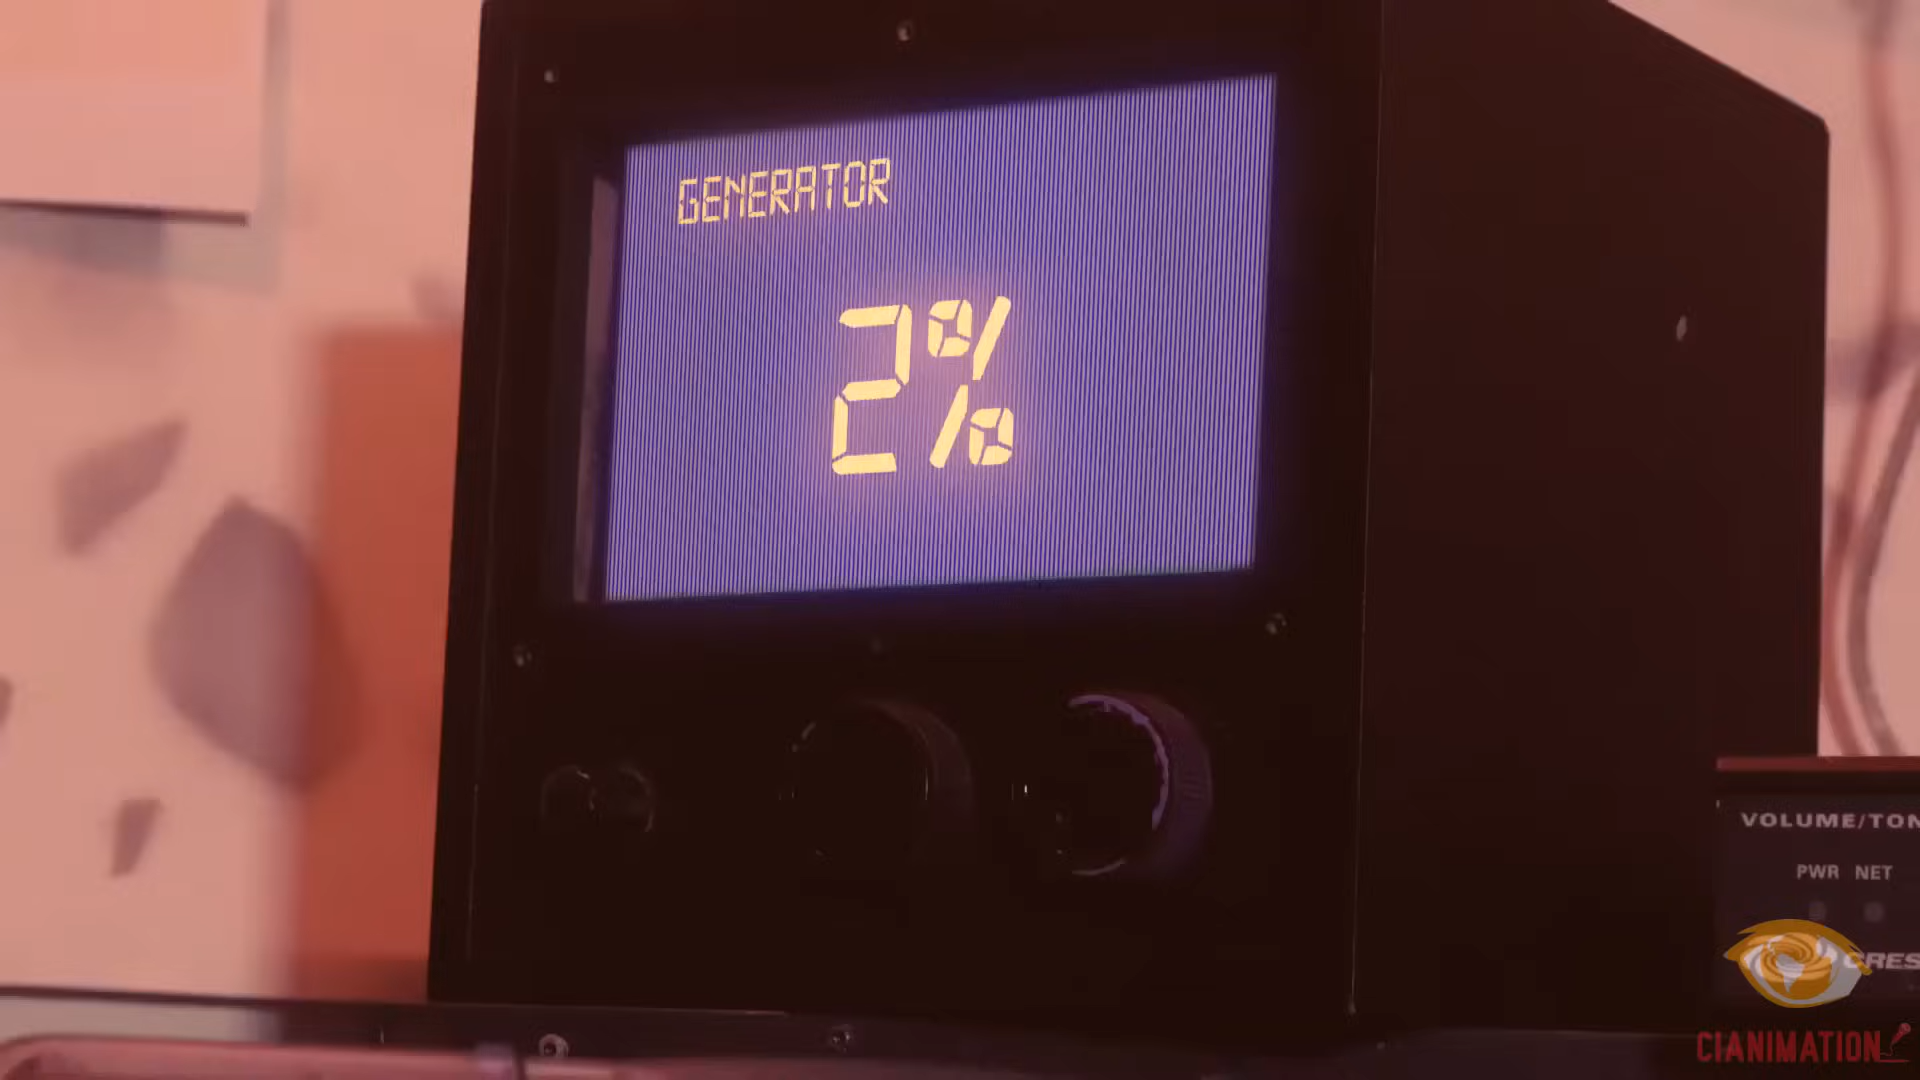 GENERATOR
2%
VOLUME/TON
PWR NET
CRES
CIANIMATION